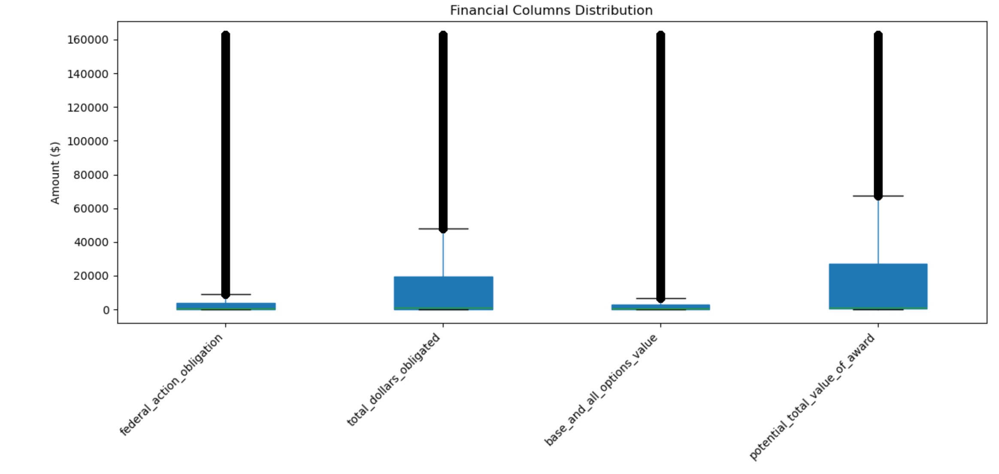 Financial Columns Distribution
Amount ($)
160000
140000
120000
100000
80000
60000
40000
20000
0
federal_action_obligation
total_dollars_obligated
base_and_all_options_value
potential_total_value_of_award